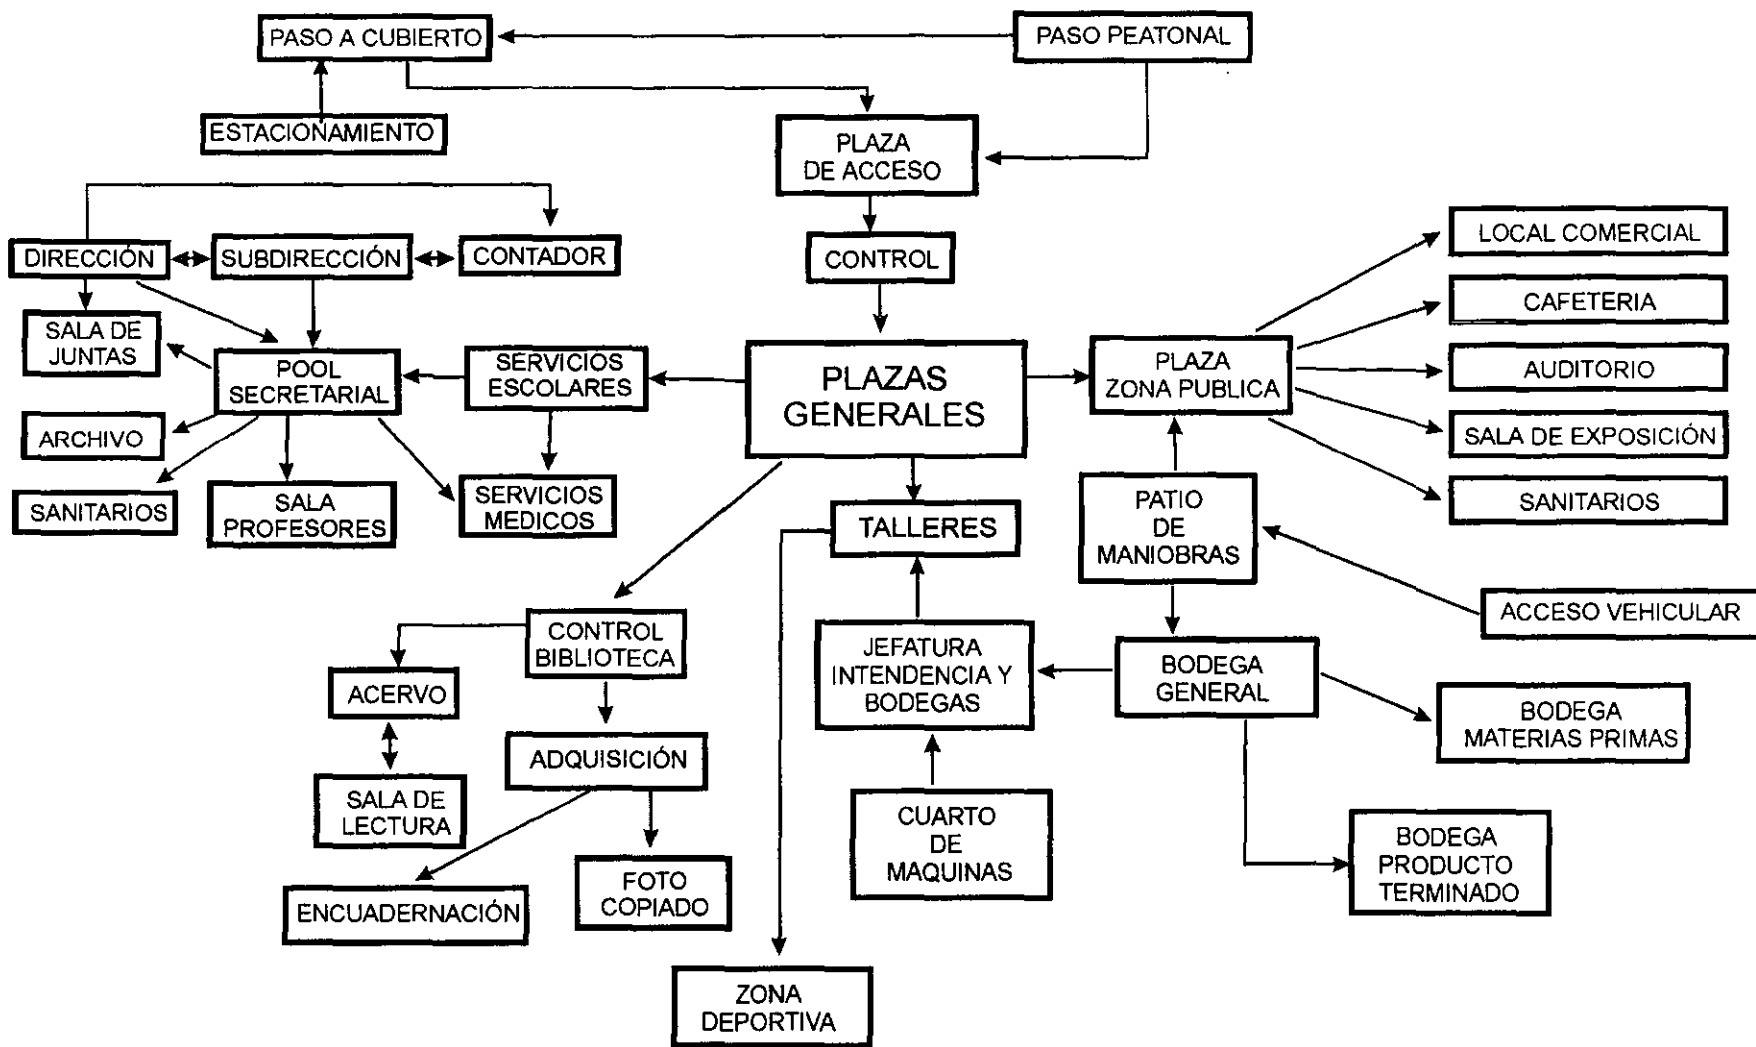 PASO A CUBIERTO
PASO PEATONAL
ESTACIONAMIENTO
PLAZA
DE ACCESO
DIRECCIÓN
SUBDIRECCIÓN
CONTADOR
CONTROL
LOCAL COMERCIAL
CAFETERIA
SALA DE
JUNTAS
POOL
SECRETARIAL
SERVICIOS
ESCOLARES
PLAZAS
GENERALES
PLAZA
ZONA PUBLICA
AUDITORIO
ARCHIVO
SALA DE EXPOSICIÓN
SANITARIOS
SALA
PROFESORES
SERVICIOS
MEDICOS
TALLERES
PATIO
DE
MANIOBRAS
SANITARIOS
ACCESO VEHICULAR
CONTROL
BIBLIOTECA
JEFATURA
INTENDENCIA Y
BODEGAS
BODEGA
GENERAL
ACERVO
BODEGA
MATERIAS PRIMAS
ADQUISICIÓN
SALA DE
LECTURA
CUARTO
DE
MAQUINAS
BODEGA
PRODUCTO
TERMINADO
ENCUADERNACIÓN
FOTO
COPIADO
ZONA
DEPORTIVA